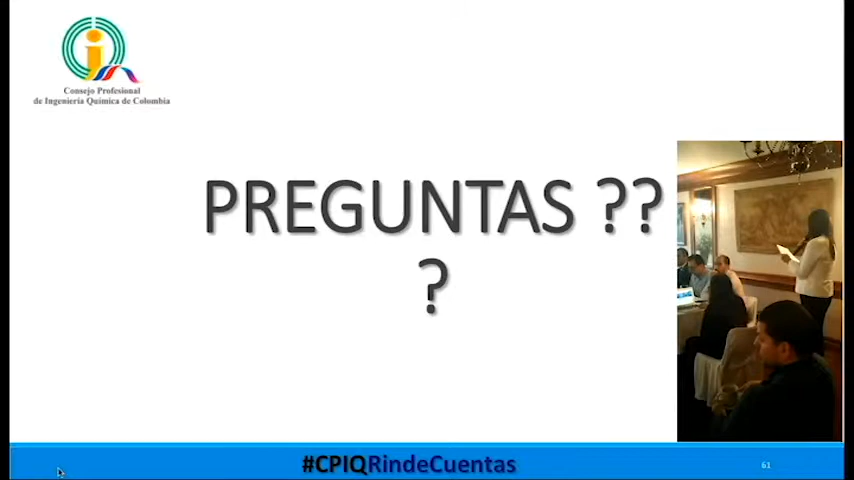 Consejo Profesional
de Ingeniería Química de Colombia
PREGUNTAS ??
?
#CPIQRindeCuentas
61